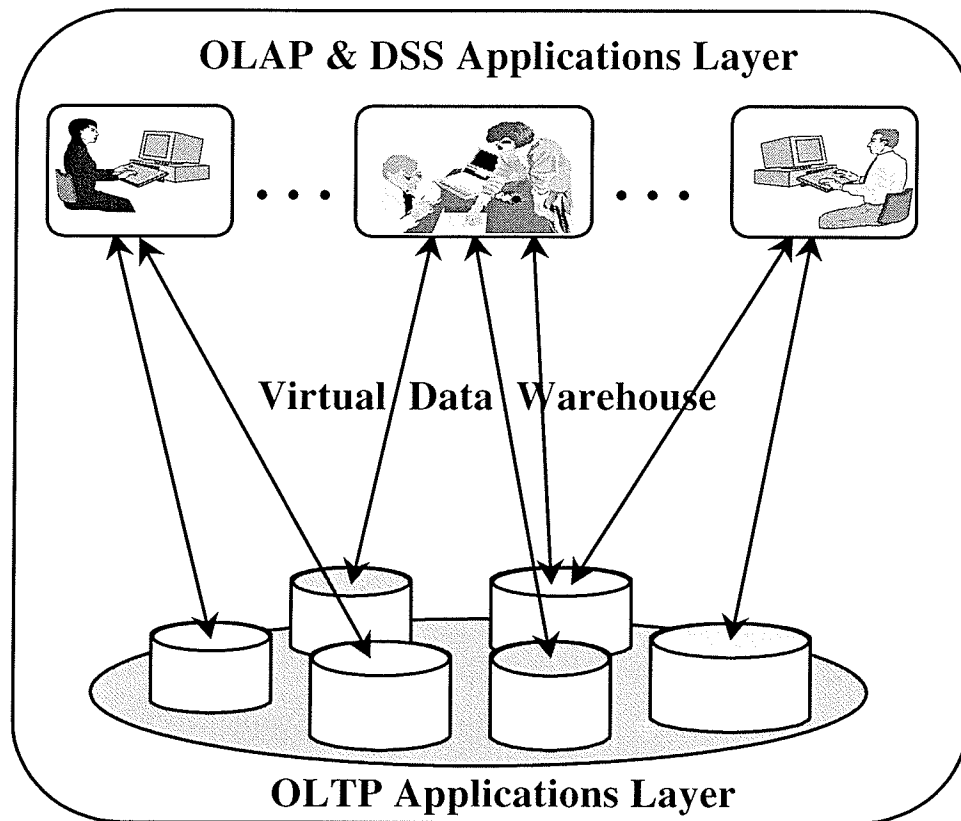 OLAP & DSS Applications Layer
Virtual Data Warehouse
OLTP Applications Layer